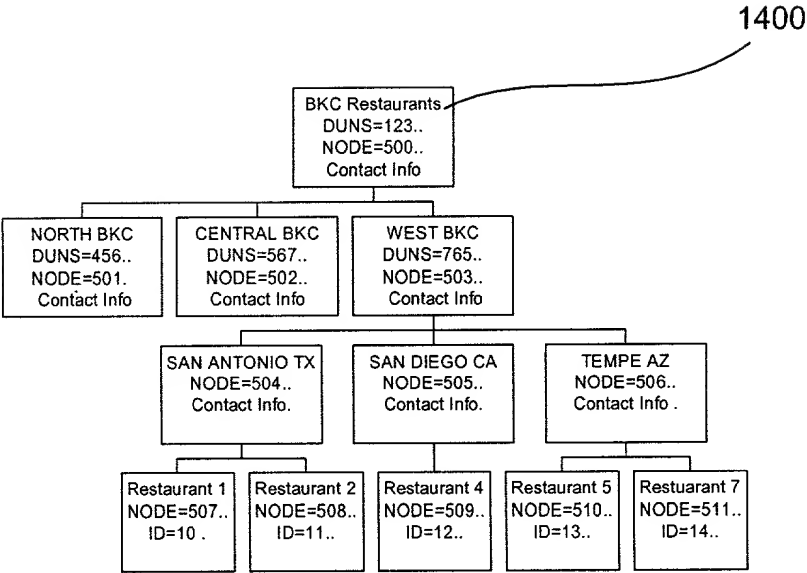 1400
BKC Restaurants
DUNS=123..
NODE=500..
Contact Info
NORTH BKC
DUNS=456..
NODE=501.
Contact Info
CENTRAL BKC
DUNS=567..
NODE=502..
Contact Info
WEST BKC
DUNS=765..
NODE=503..
Contact Info
SAN ANTONIO TX
NODE=504..
Contact Info.
SAN DIEGO CA
NODE=505..
Contact Info.
TEMPE AZ
NODE=506..
Contact Info .
Restaurant 1
NODE=507..
ID=10 .
Restaurant 2
NODE=508..
ID=11..
Restaurant 4
NODE=509..
ID=12..
Restaurant 5
NODE=510..
ID=13..
Restuarant 7
NODE=511..
ID=14..